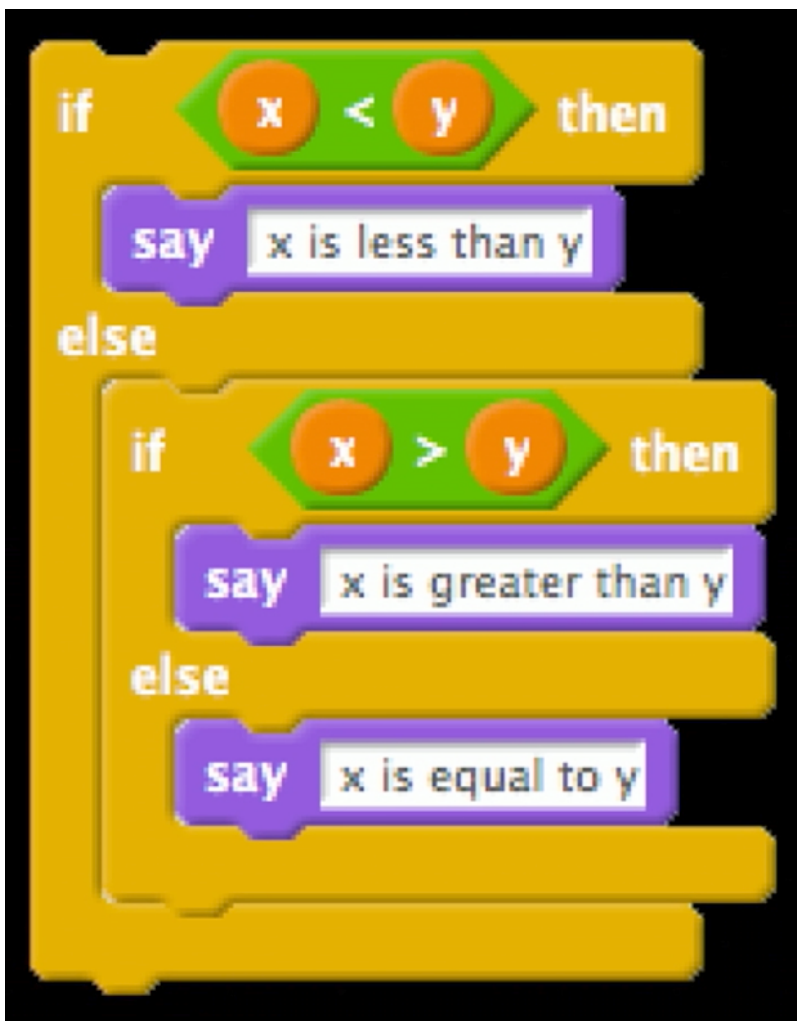 if x < y then
say x is less than y
else
if x > y then
say x is greater than y
else
say x is equal to y